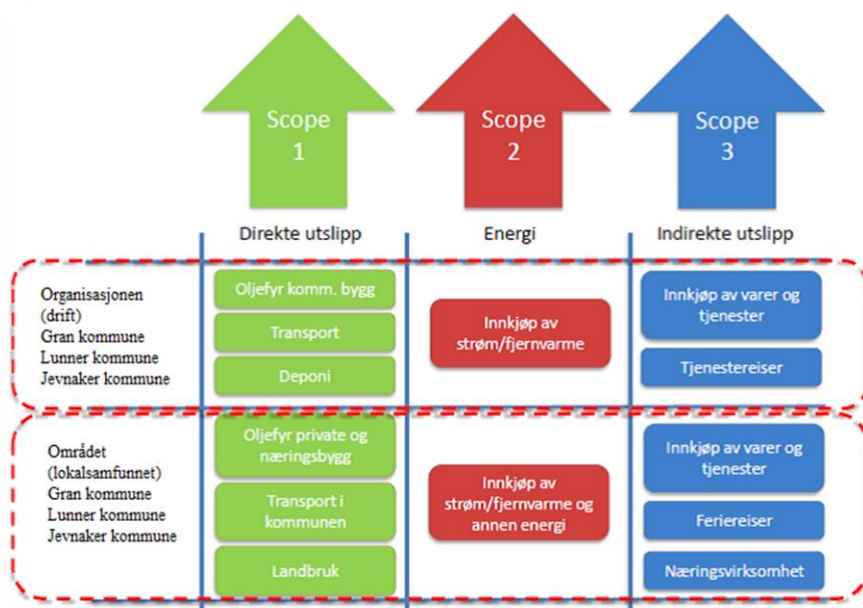 Scope
1
Scope
2
Scope
3
Direkte utslipp
Energi
Indirekte utslipp
Organisasjonen
(drift)
Gran kommune
Lunner kommune
Jevnaker kommune
Oljefyr komm. bygg
Transport
Deponi
Innkjøp av
strøm/fjernvarme
Innkjøp av varer og
tjenester
Tjenestereiser
Området
(lokalsamfunnet)
Gran kommune
Lunner kommune
Jevnaker kommune
Oljefyr private og
næringsbygg
Transport i
kommunen
Landbruk
Innkjøp av
strøm/fjernvarme og
annen energi
Innkjøp av varer og
tjenester
Feriereiser
Næringsvirksomhet